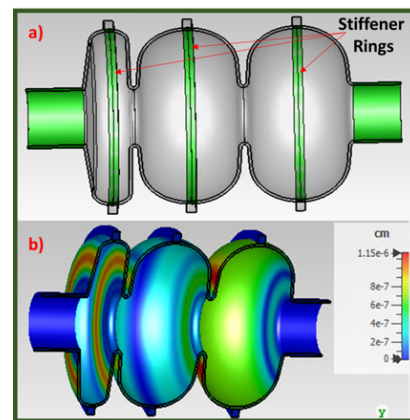 a)
Stiffener
Rings
b)
cm
1.15e-6
8e-7
6e-7
4e-7
2e-7
0
y